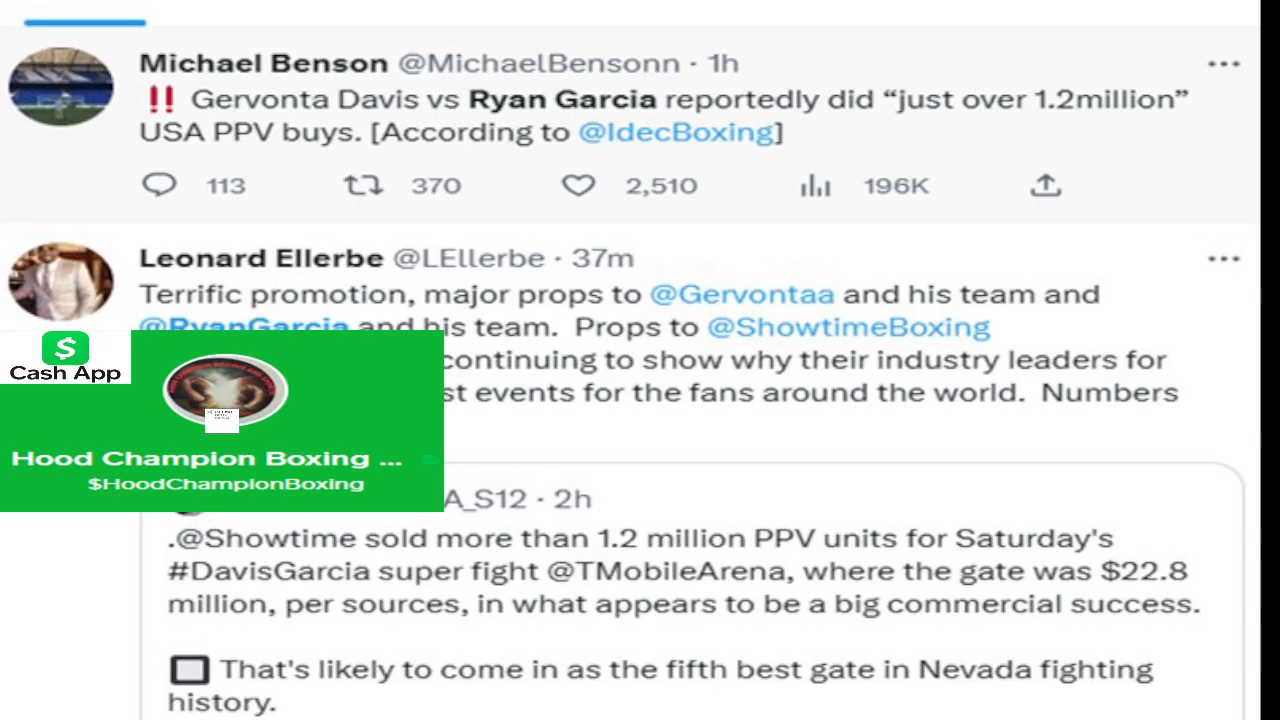 Michael Benson @MichaelBensonn · 1h
‼ Gervonta Davis vs Ryan Garcia reportedly did “just over 1.2million”
USA PPV buys. [According to @IdecBoxing]
113 370 2,510 196K
Leonard Ellerbe @LEllerbe · 37m
Terrific promotion, major props to @Gervontaa and his team and
@RyanGarcia and his team. Props to @ShowtimeBoxing
continuing to show why their industry leaders for
st events for the fans around the world. Numbers
$
Cash App
Hood Champion Boxing ...
$HoodChampionBoxing
A_S12 · 2h
.@Showtime sold more than 1.2 million PPV units for Saturday's
#DavisGarcia super fight @TMobileArena, where the gate was $22.8
million, per sources, in what appears to be a big commercial success.
That's likely to come in as the fifth best gate in Nevada fighting
history.